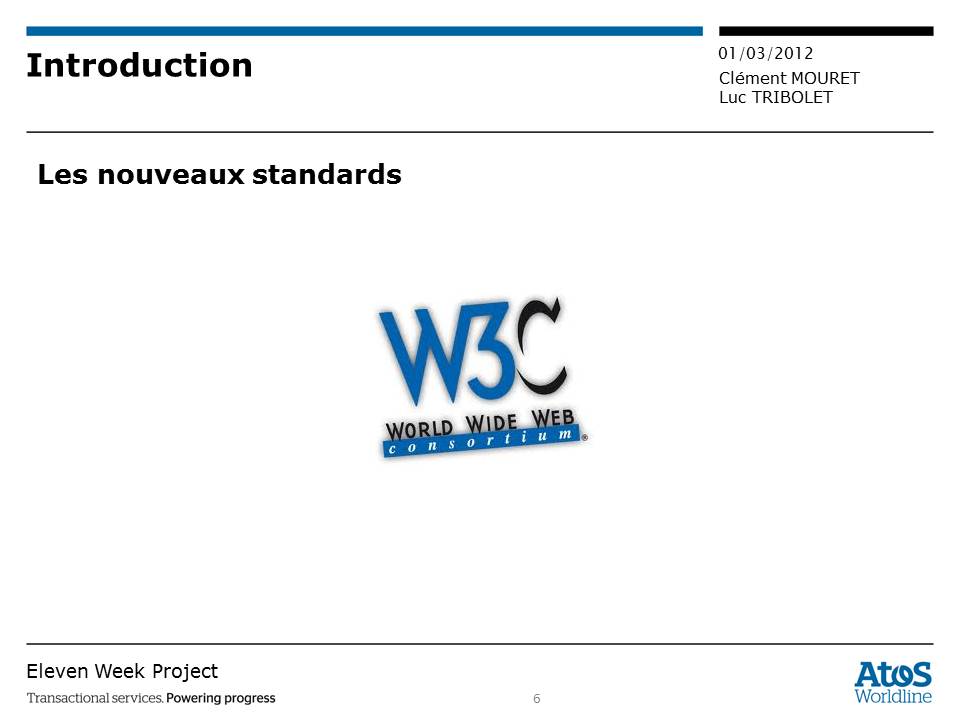 Introduction
01/03/2012
Clément MOURET
Luc TRIBOLET
Les nouveaux standards
W3C
WORLD WIDE WEB
consortium ®
Eleven Week Project
Transactional services. Powering progress
6
AtoS
Worldline